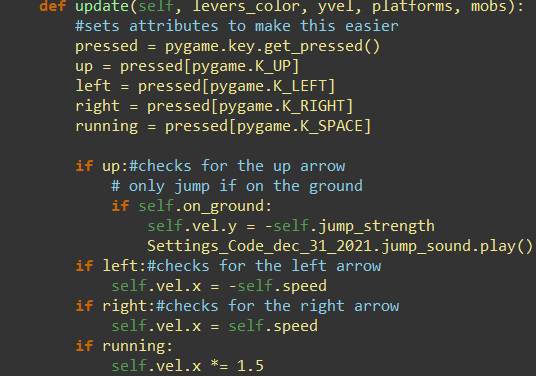 def update(self, levers_color, yvel, platforms, mobs):
#sets attributes to make this easier
pressed = pygame.key.get_pressed()
up = pressed[pygame.K_UP]
left = pressed[pygame.K_LEFT]
right = pressed[pygame.K_RIGHT]
running = pressed[pygame.K_SPACE]
if up:#checks for the up arrow
# only jump if on the ground
if self.on_ground:
self.vel.y = -self.jump_strength
Settings_Code_dec_31_2021.jump_sound.play()
if left:#checks for the left arrow
self.vel.x = -self.speed
if right:#checks for the right arrow
self.vel.x = self.speed
if running:
self.vel.x *= 1.5